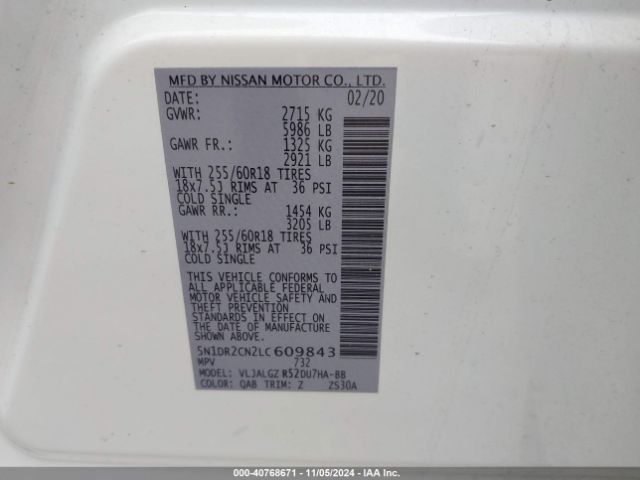 MFD BY NISSAN MOTOR CO., LTD.
DATE: 02/20
GVWR: 2715 KG
5986 LB
GAWR FR.: 1325 KG
2921 LB
WITH 255/60R18 TIRES
18x7.5J RIMS AT 36 PSI
COLD SINGLE
GAWR RR.: 1454 KG
3205 LB
WITH 255/60R18 TIRES
18x7.5J RIMS AT 36 PSI
COLD SINGLE
THIS VEHICLE CONFORMS TO
ALL APPLICABLE FEDERAL
MOTOR VEHICLE SAFETY AND
THEFT PREVENTION
STANDARDS IN EFFECT ON
THE DATE OF MANUFACTURE
SHOWN ABOVE.
5N1DR2CN2LC609843
MPV 732
MODEL: VLJALGZ R52DU7HA-BB
COLOR: QAB TRIM: Z ZS30A
000-40768671 - 11/05/2024 - IAA Inc.